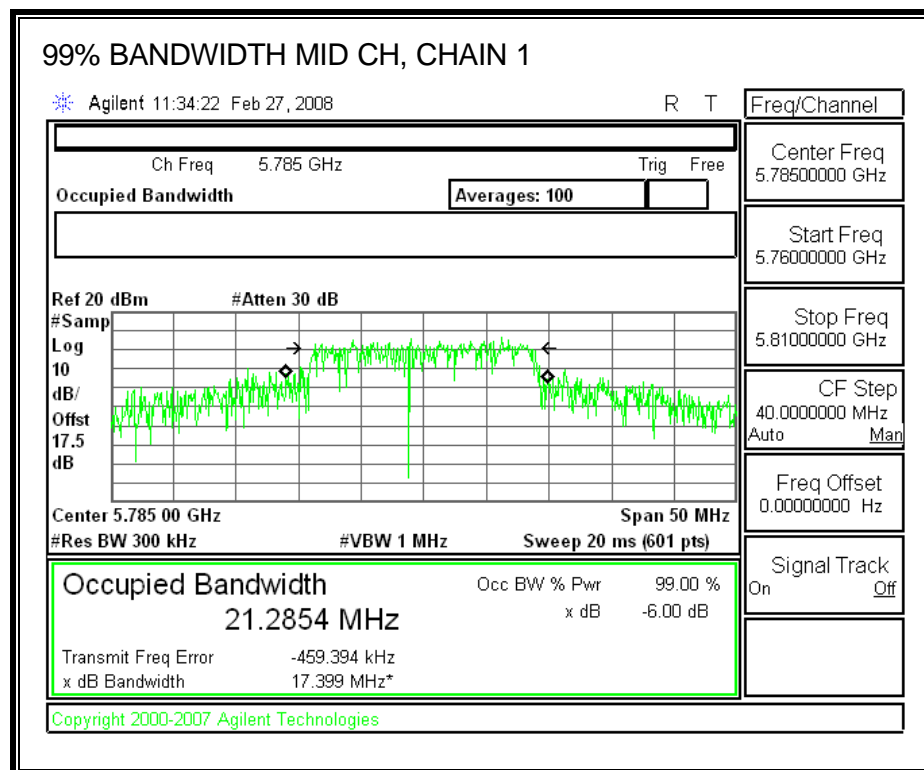 99% BANDWIDTH MID CH, CHAIN 1
Agilent 11:34:22 Feb 27, 2008 R T
Freq/Channel
Ch Freq 5.785 GHz Trig Free
Occupied Bandwidth Averages: 100
Center Freq
5.78500000 GHz
Start Freq
5.76000000 GHz
Stop Freq
5.81000000 GHz
CF Step
40.0000000 MHz
Auto Man
Freq Offset
0.00000000 Hz
Signal Track
On Off
Ref 20 dBm #Atten 30 dB
#Samp
Log
10
dB/
Offst
17.5
dB
Center 5.785 00 GHz Span 50 MHz
#Res BW 300 kHz #VBW 1 MHz Sweep 20 ms (601 pts)
Occupied Bandwidth
21.2854 MHz
Occ BW % Pwr 99.00 %
x dB -6.00 dB
Transmit Freq Error -459.394 kHz
x dB Bandwidth 17.399 MHz*
Copyright 2000-2007 Agilent Technologies